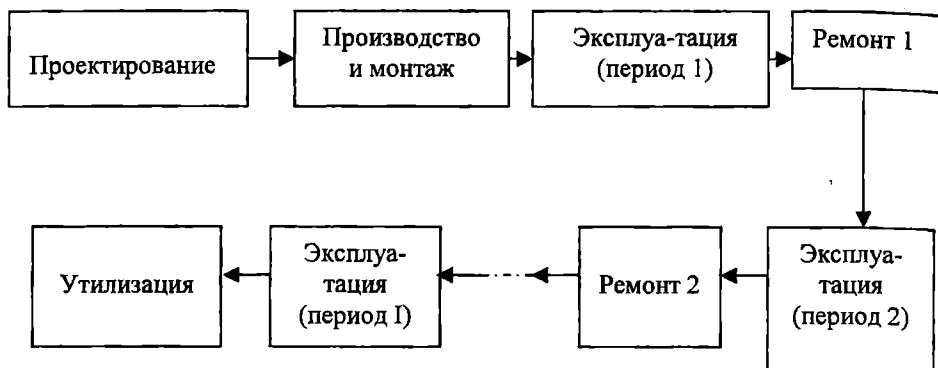 Проектирование
Производство
и монтаж
Эксплуа-тация
(период 1)
Ремонт 1
Утилизация
Эксплуа-
тация
(период I)
Ремонт 2
Эксплуа-
тация
(период 2)